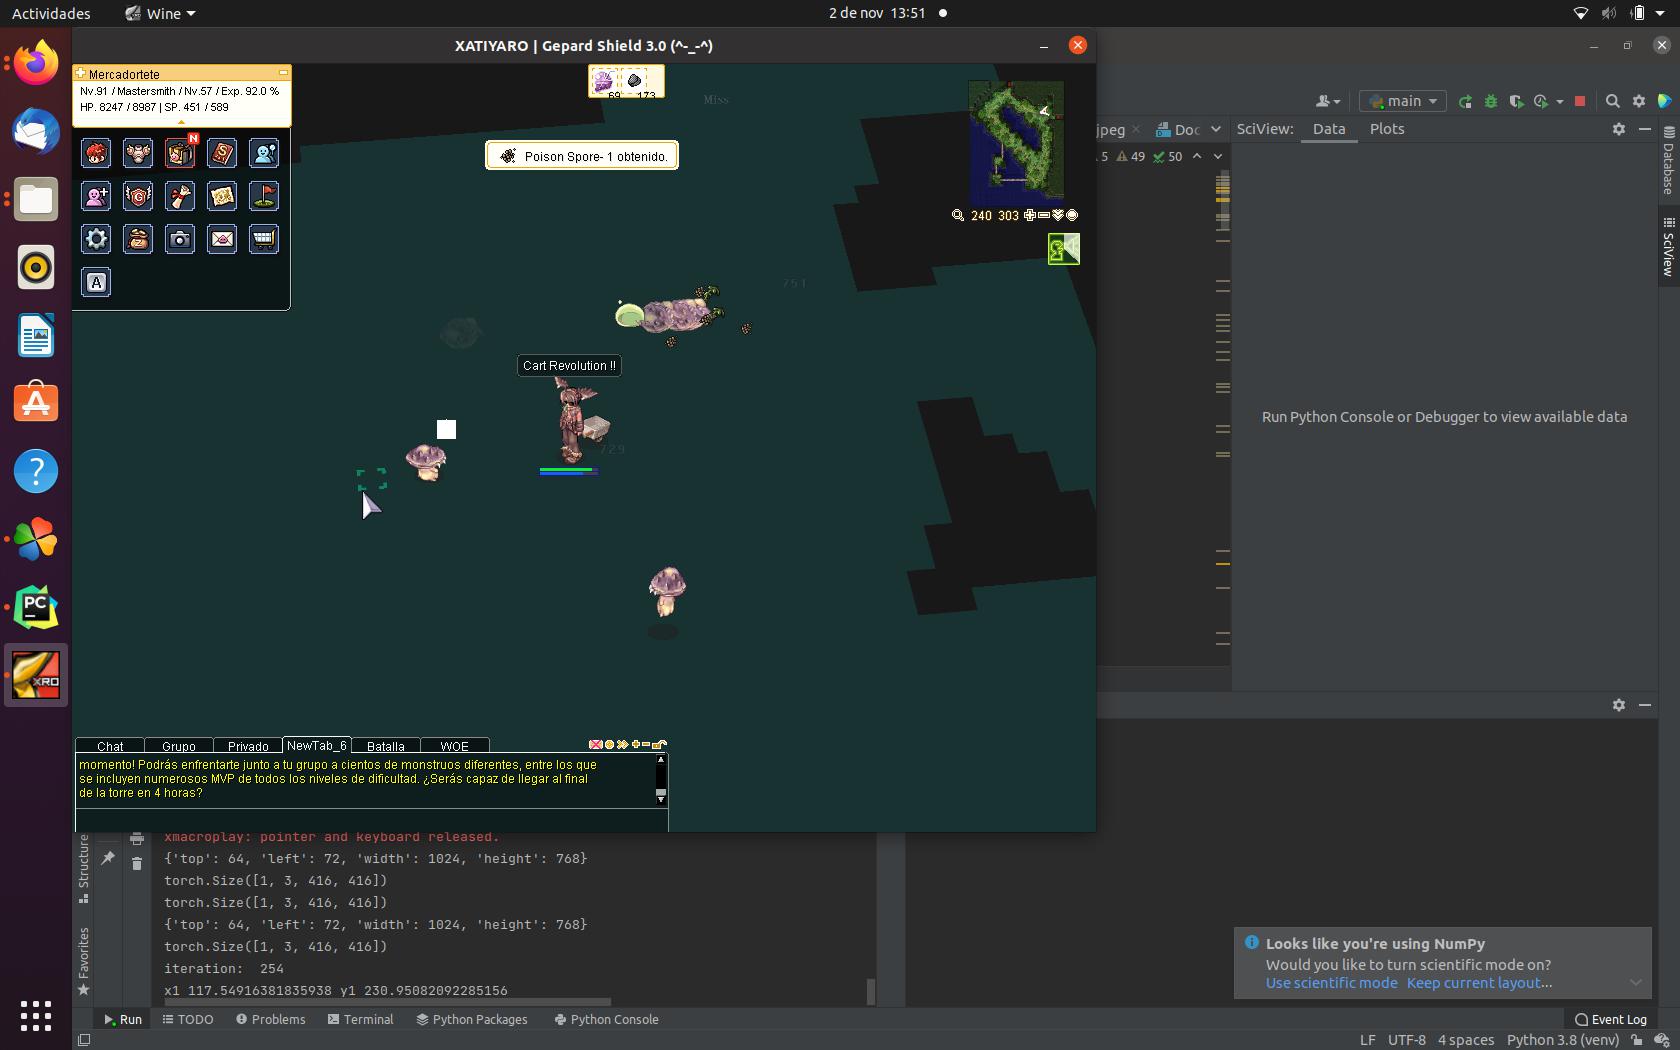 Actividades
Wine
2 de nov 13:51
XATIYARO | Gepard Shield 3.0 (^-_-^)
Mercadortete
Nv.91 / Mastersmith / Nv.57 / Exp. 92.0 %
HP. 8247 / 8987 | SP. 451 / 589
N
S
G
Z
A
69
173
Miss
Poison Spore- 1 obtenido.
240 303
751
Cart Revolution !!
729
Chat
Grupo
Privado
NewTab_6
Batalla
WOE
momento! Podrás enfrentarte junto a tu grupo a cientos de monstruos diferentes, entre los que
se incluyen numerosos MVP de todos los niveles de dificultad. ¿Serás capaz de llegar al final
de la torre en 4 horas?
PC
XRO
main
jpeg
Doc
SciView:
Data
Plots
5
49
50
Database
SciView
Run Python Console or Debugger to view available data
xmacroplay: pointer and keyboard released.
{'top': 64, 'left': 72, 'width': 1024, 'height': 768}
torch.Size([1, 3, 416, 416])
torch.Size([1, 3, 416, 416])
{'top': 64, 'left': 72, 'width': 1024, 'height': 768}
torch.Size([1, 3, 416, 416])
iteration:  254
x1 117.54916381835938 y1 230.95082092285156
Structure
Favorites
Looks like you're using NumPy
Would you like to turn scientific mode on?
Use scientific mode Keep current layout...
Run
TODO
Problems
Terminal
Python Packages
Python Console
Event Log
LF UTF-8 4 spaces Python 3.8 (venv)